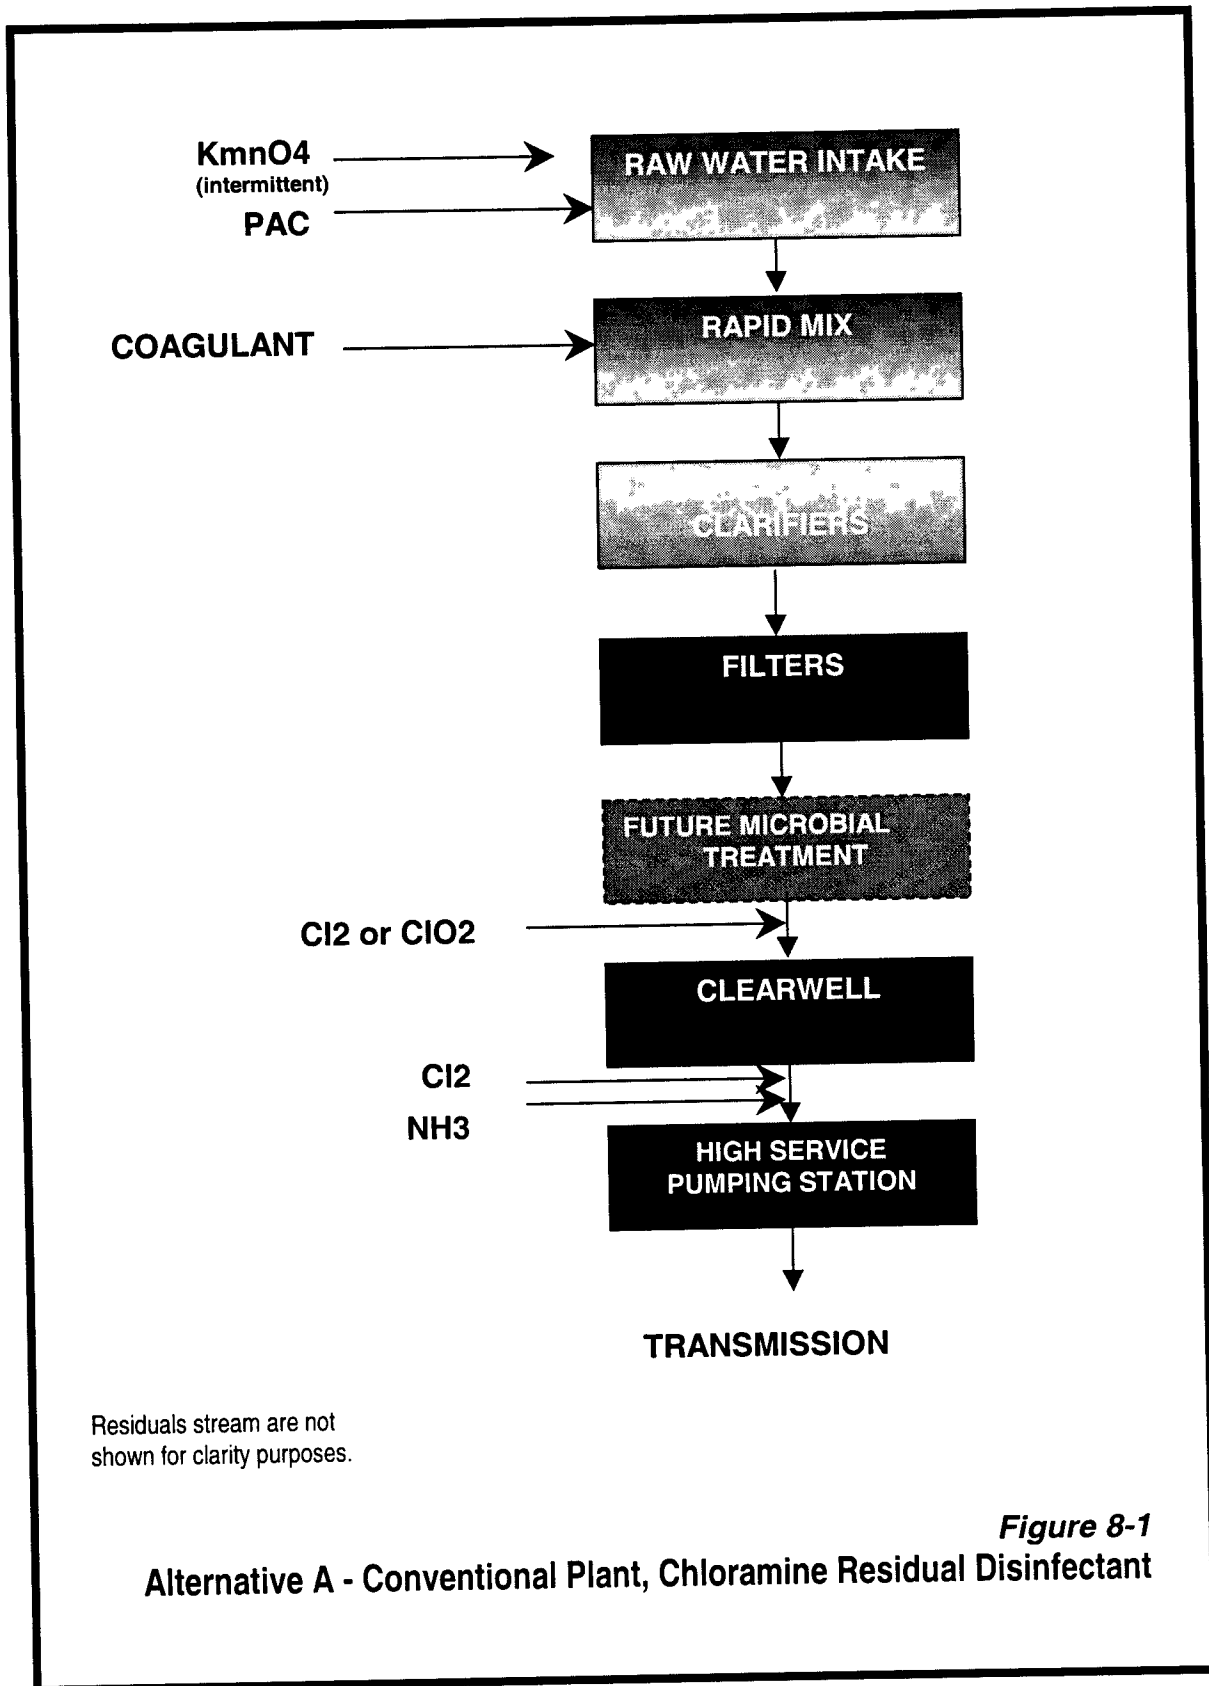 KmnO4
(intermittent)
PAC
RAW WATER INTAKE
COAGULANT
RAPID MIX
CLARIFIERS
FILTERS
FUTURE MICROBIAL
TREATMENT
Cl2 or ClO2
CLEARWELL
Cl2
NH3
HIGH SERVICE
PUMPING STATION
TRANSMISSION
Residuals stream are not
shown for clarity purposes.
Figure 8-1
Alternative A - Conventional Plant, Chloramine Residual Disinfectant